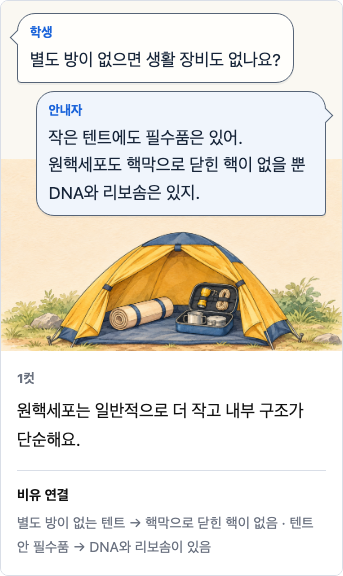 학생
별도 방이 없으면 생활 장비도 없나요?
안내자
작은 텐트에도 필수품은 있어.
원핵세포도 핵막으로 닫힌 핵이 없을 뿐
DNA와 리보솜은 있지.
1컷
원핵세포는 일반적으로 더 작고 내부 구조가
단순해요.
비유 연결
별도 방이 없는 텐트 → 핵막으로 닫힌 핵이 없음 · 텐트
안 필수품 → DNA와 리보솜이 있음